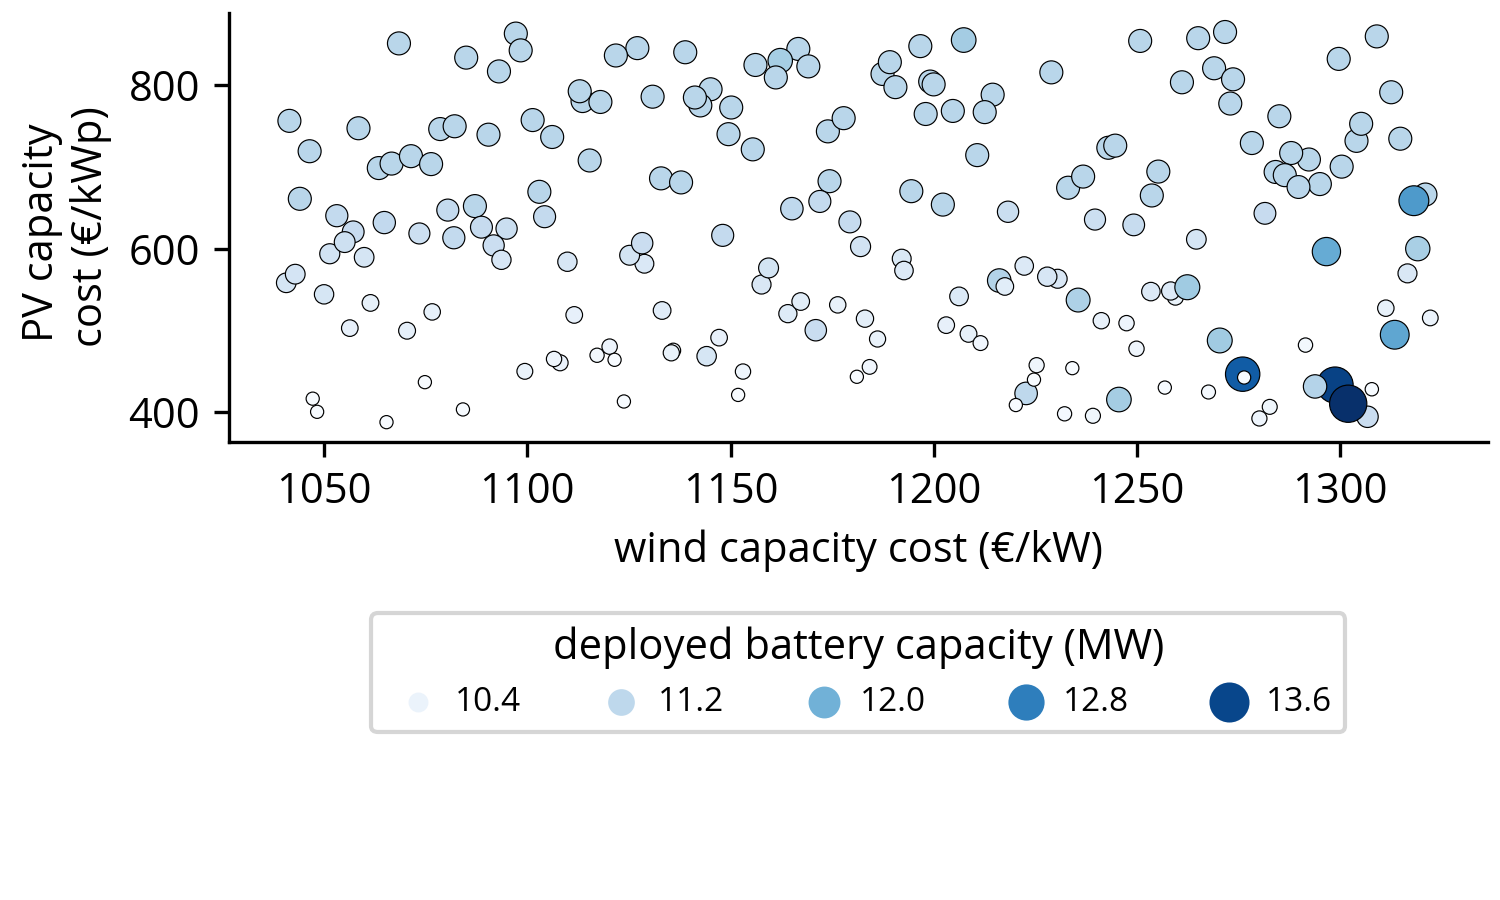 PV capacity
cost (€/kWp)
800
600
400
1050 1100 1150 1200 1250 1300
wind capacity cost (€/kW)
deployed battery capacity (MW)
10.4 11.2 12.0 12.8 13.6